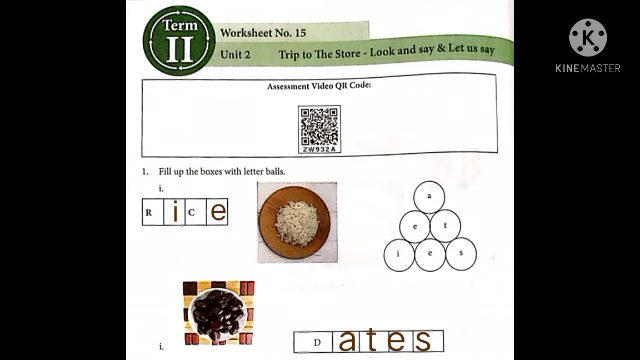 Term
II
Worksheet No. 15
Unit 2 Trip to The Store - Look and say & Let us say
K
KINEMASTER
Assessment Video QR Code:
ZW932A
1. Fill up the boxes with letter balls.
i.
R i C e
a
e t
i e s
i.
D a t e s